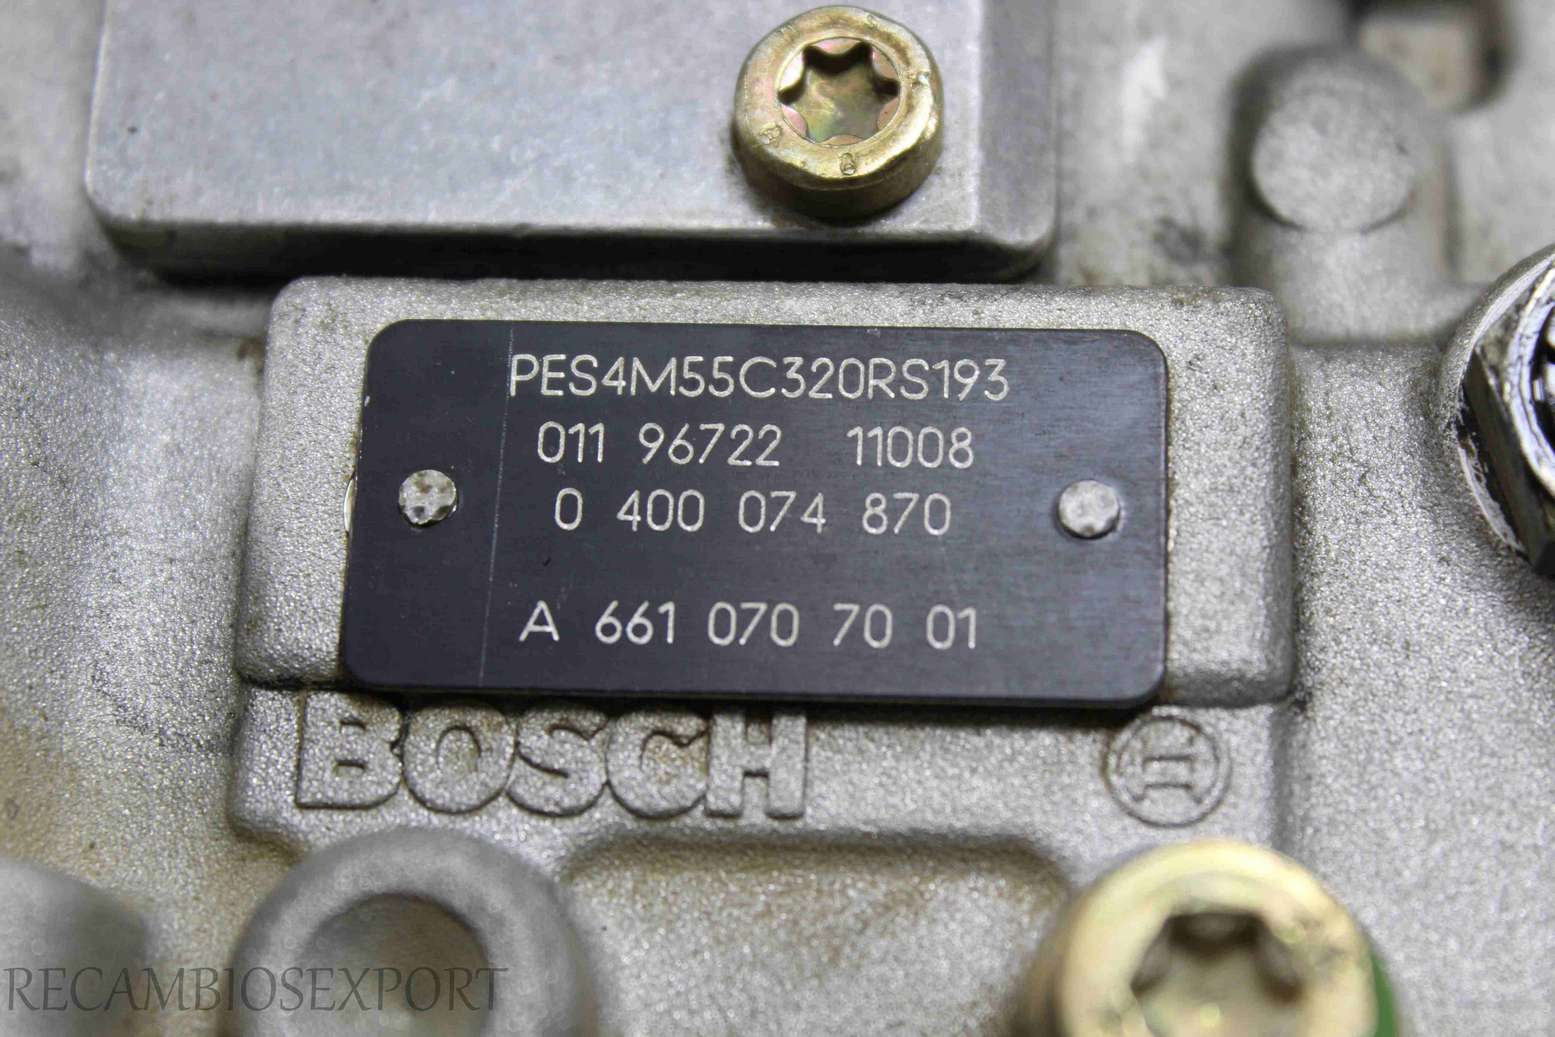 PES4M55C320RS193
011 96722 11008
0 400 074 870
A 661 070 70 01
BOSCH
RECAMBIOSEXPORT